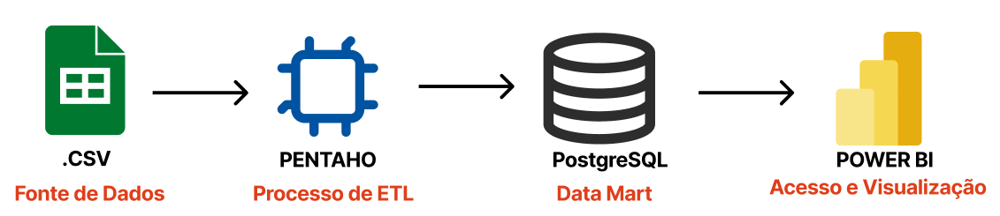 .CSV
Fonte de Dados
PENTAHO
Processo de ETL
PostgreSQL
Data Mart
POWER BI
Acesso e Visualização